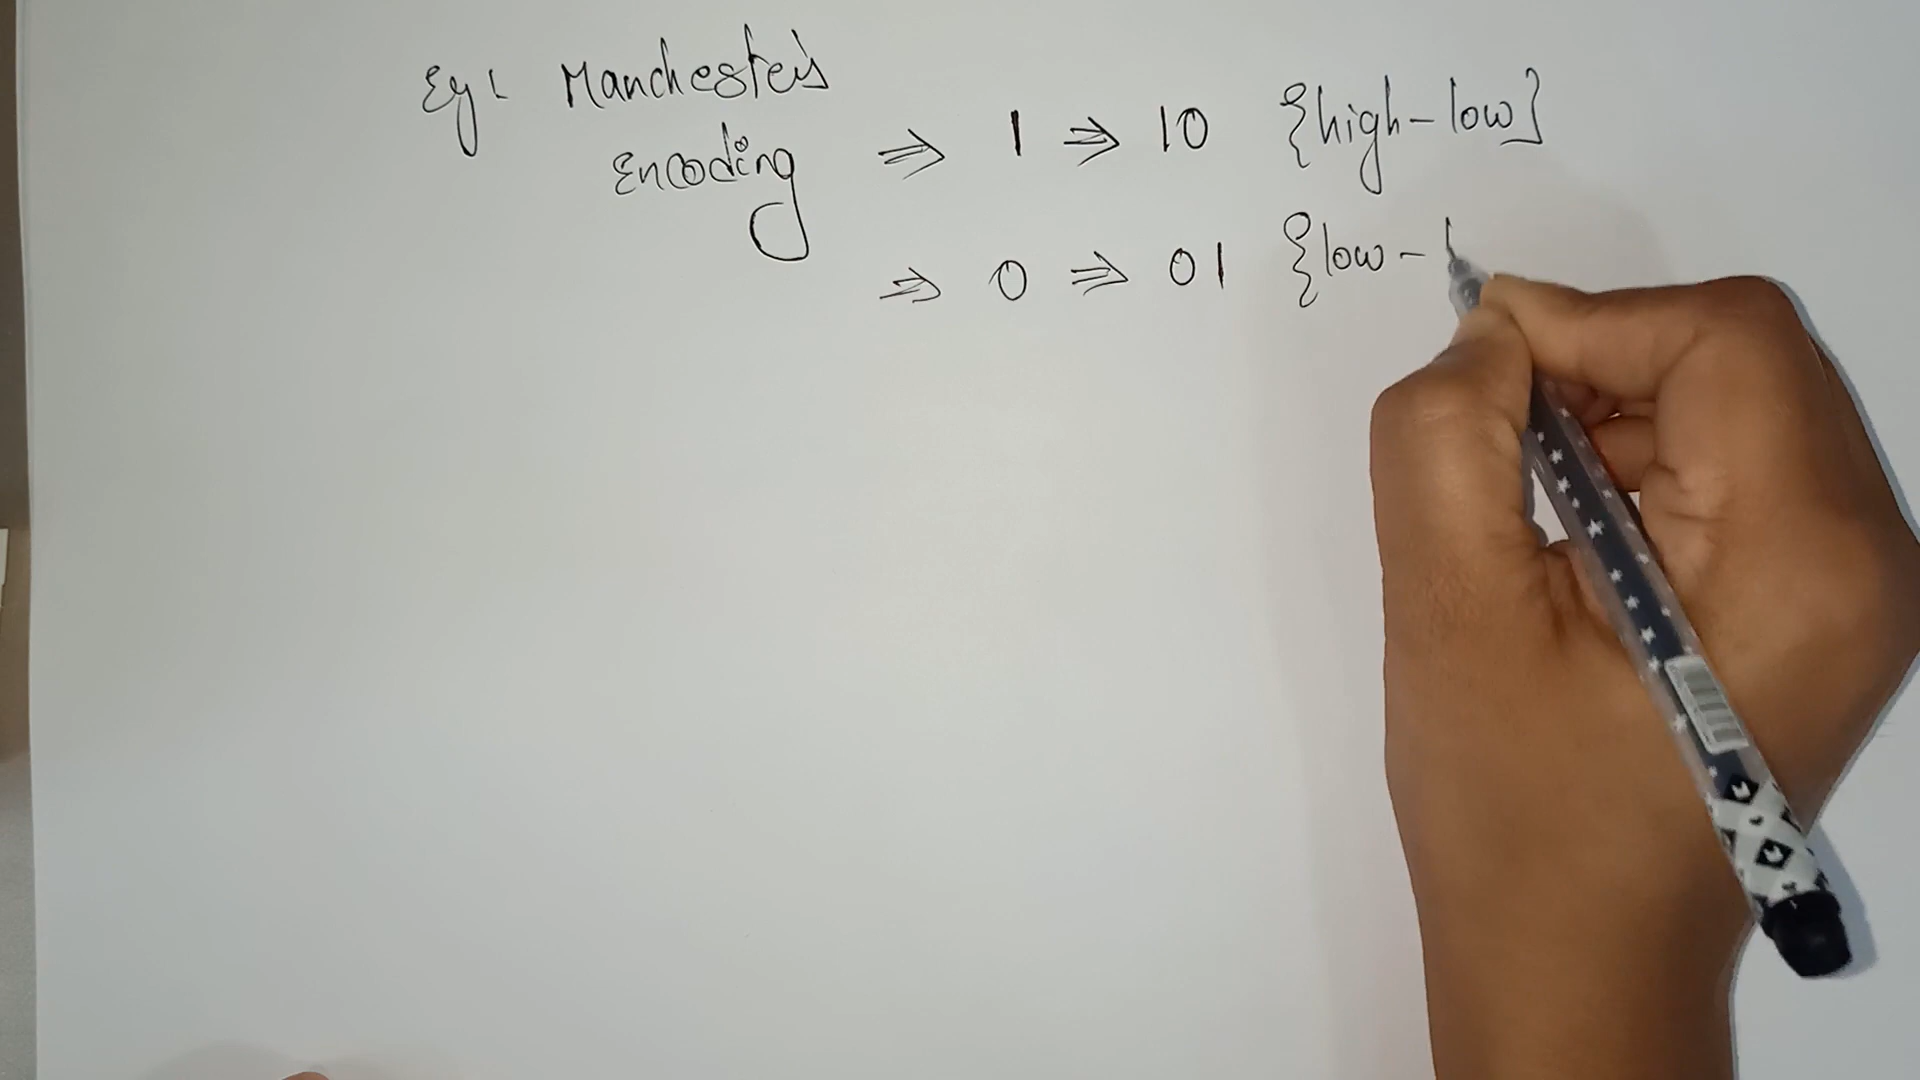 Eg: Manchester's
Encoding ⇒ 1 ⇒ 10 {high-low}
⇒ 0 ⇒ 01 {low-